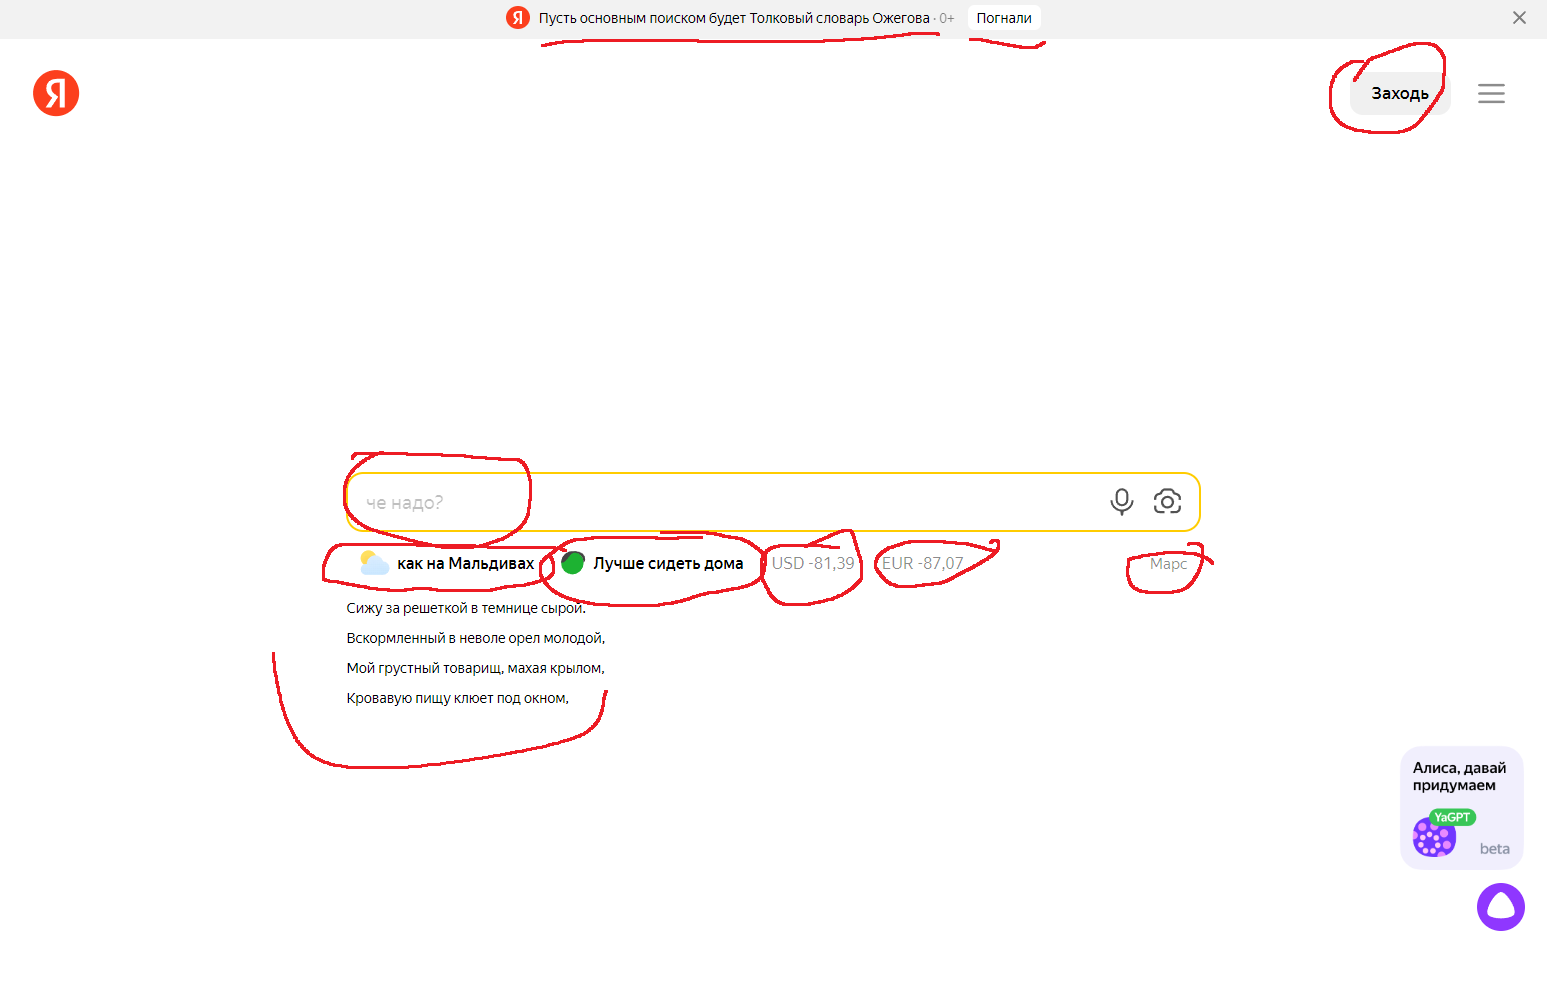 Я Пусть основным поиском будет Толковый словарь Ожегова · 0+ Погнали
Я
Заходь
че надо?
как на Мальдивах Лучше сидеть дома USD -81,39 EUR -87,07 Марс
Сижу за решеткой в темнице сырой.
Вскормленный в неволе орел молодой,
Мой грустный товарищ, махая крылом,
Кровавую пищу клюет под окном,
Алиса, давай
придумаем
YaGPT
beta